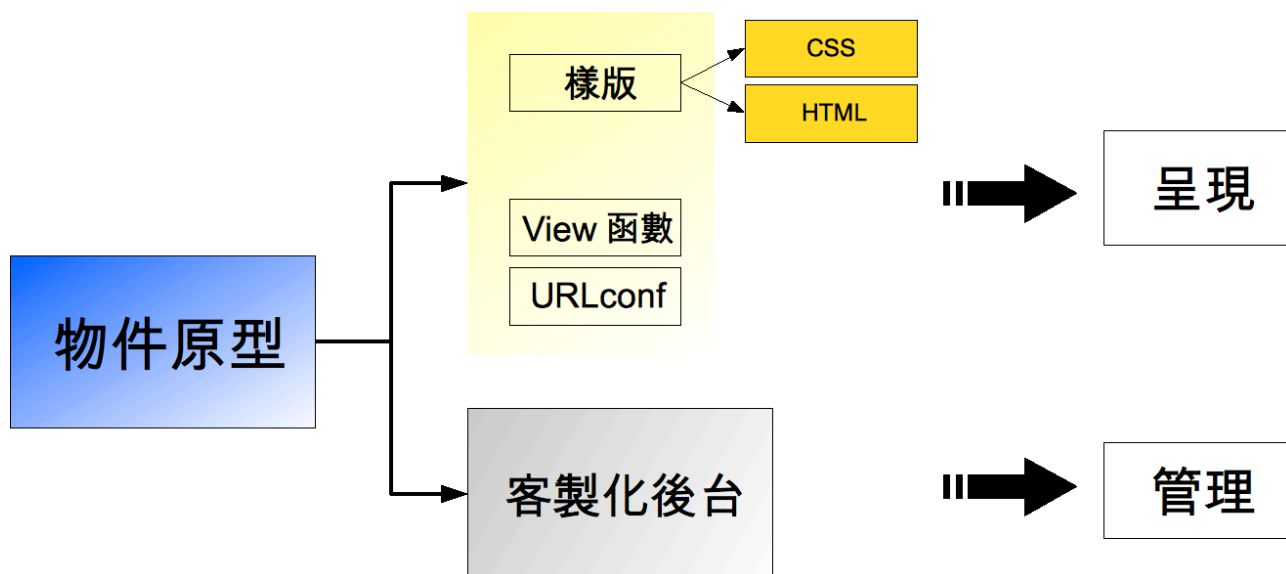 樣版
CSS
HTML
View 函數
URLconf
呈現
物件原型
客製化後台
管理